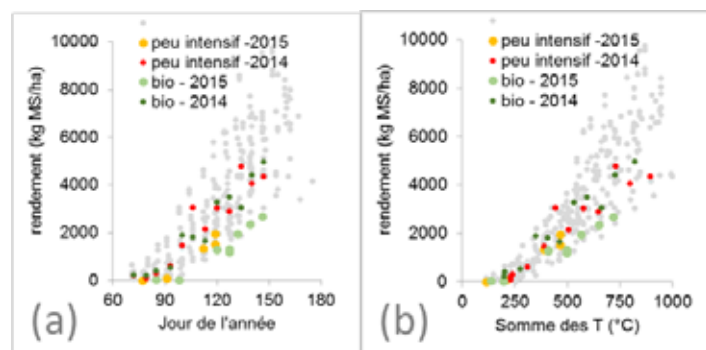 10000
8000
6000
4000
2000
0
rendement (kg MS/ha)
peu intensif -2015
peu intensif -2014
bio - 2015
bio - 2014
60 90 120 150 180
Jour de l'année
(a)
10000
8000
6000
4000
2000
0
rendement (kg MS/ha)
peu intensif -2015
peu intensif -2014
bio - 2015
bio - 2014
0 250 500 750 1000
Somme des T (°C)
(b)